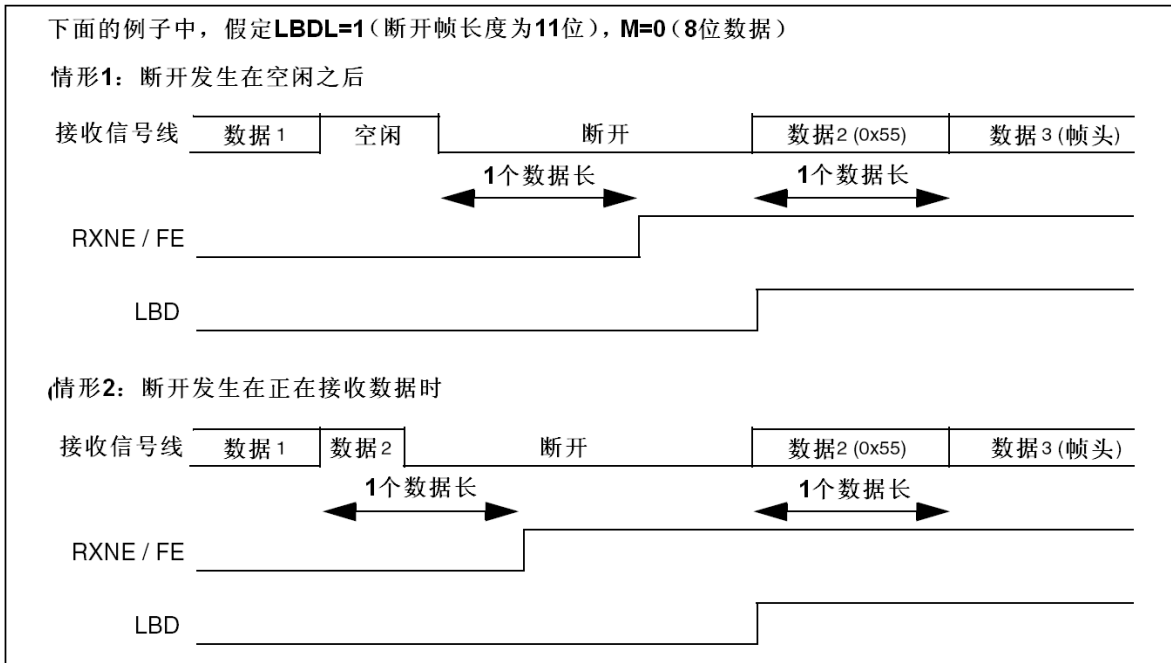 下面的例子中，假定LBDL=1（断开帧长度为11位），M=0（8位数据）
情形1：断开发生在空闲之后
接收信号线 数据1 空闲 断开 数据2 (0x55) 数据3 (帧头)
1个数据长 1个数据长
RXNE / FE
LBD
情形2：断开发生在正在接收数据时
接收信号线 数据1 数据2 断开 数据2 (0x55) 数据3 (帧头)
1个数据长 1个数据长
RXNE / FE
LBD